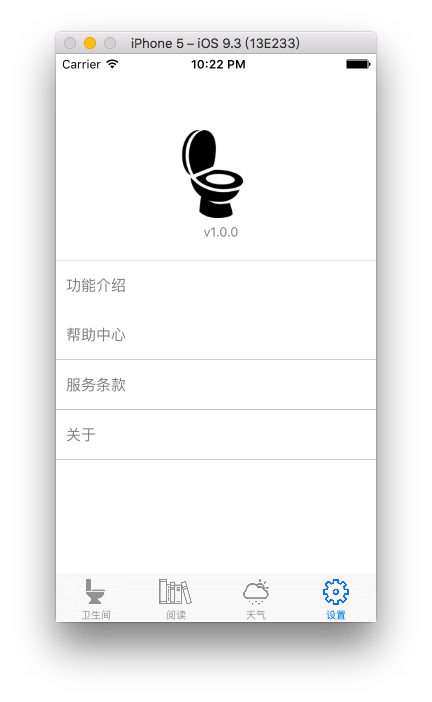 iPhone 5 – iOS 9.3 (13E233)
Carrier 10:22 PM
v1.0.0
功能介绍
帮助中心
服务条款
关于
卫生间 阅读 天气 设置